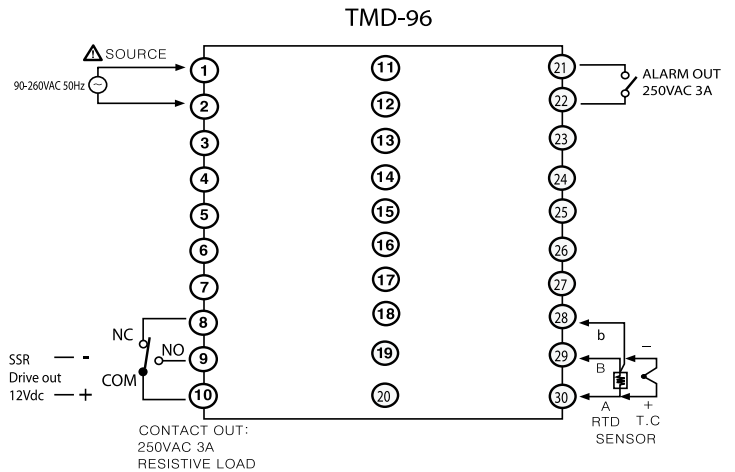 TMD-96
SOURCE
90-260VAC 50Hz
1
2
3
4
5
6
7
8
9
10
11
12
13
14
15
16
17
18
19
20
21
22
23
24
25
26
27
28
29
30
ALARM OUT
250VAC 3A
NC
NO
COM
SSR — -
Drive out
12Vdc — +
CONTACT OUT:
250VAC 3A
RESISTIVE LOAD
b
B
A
−
+
RTD T.C
SENSOR